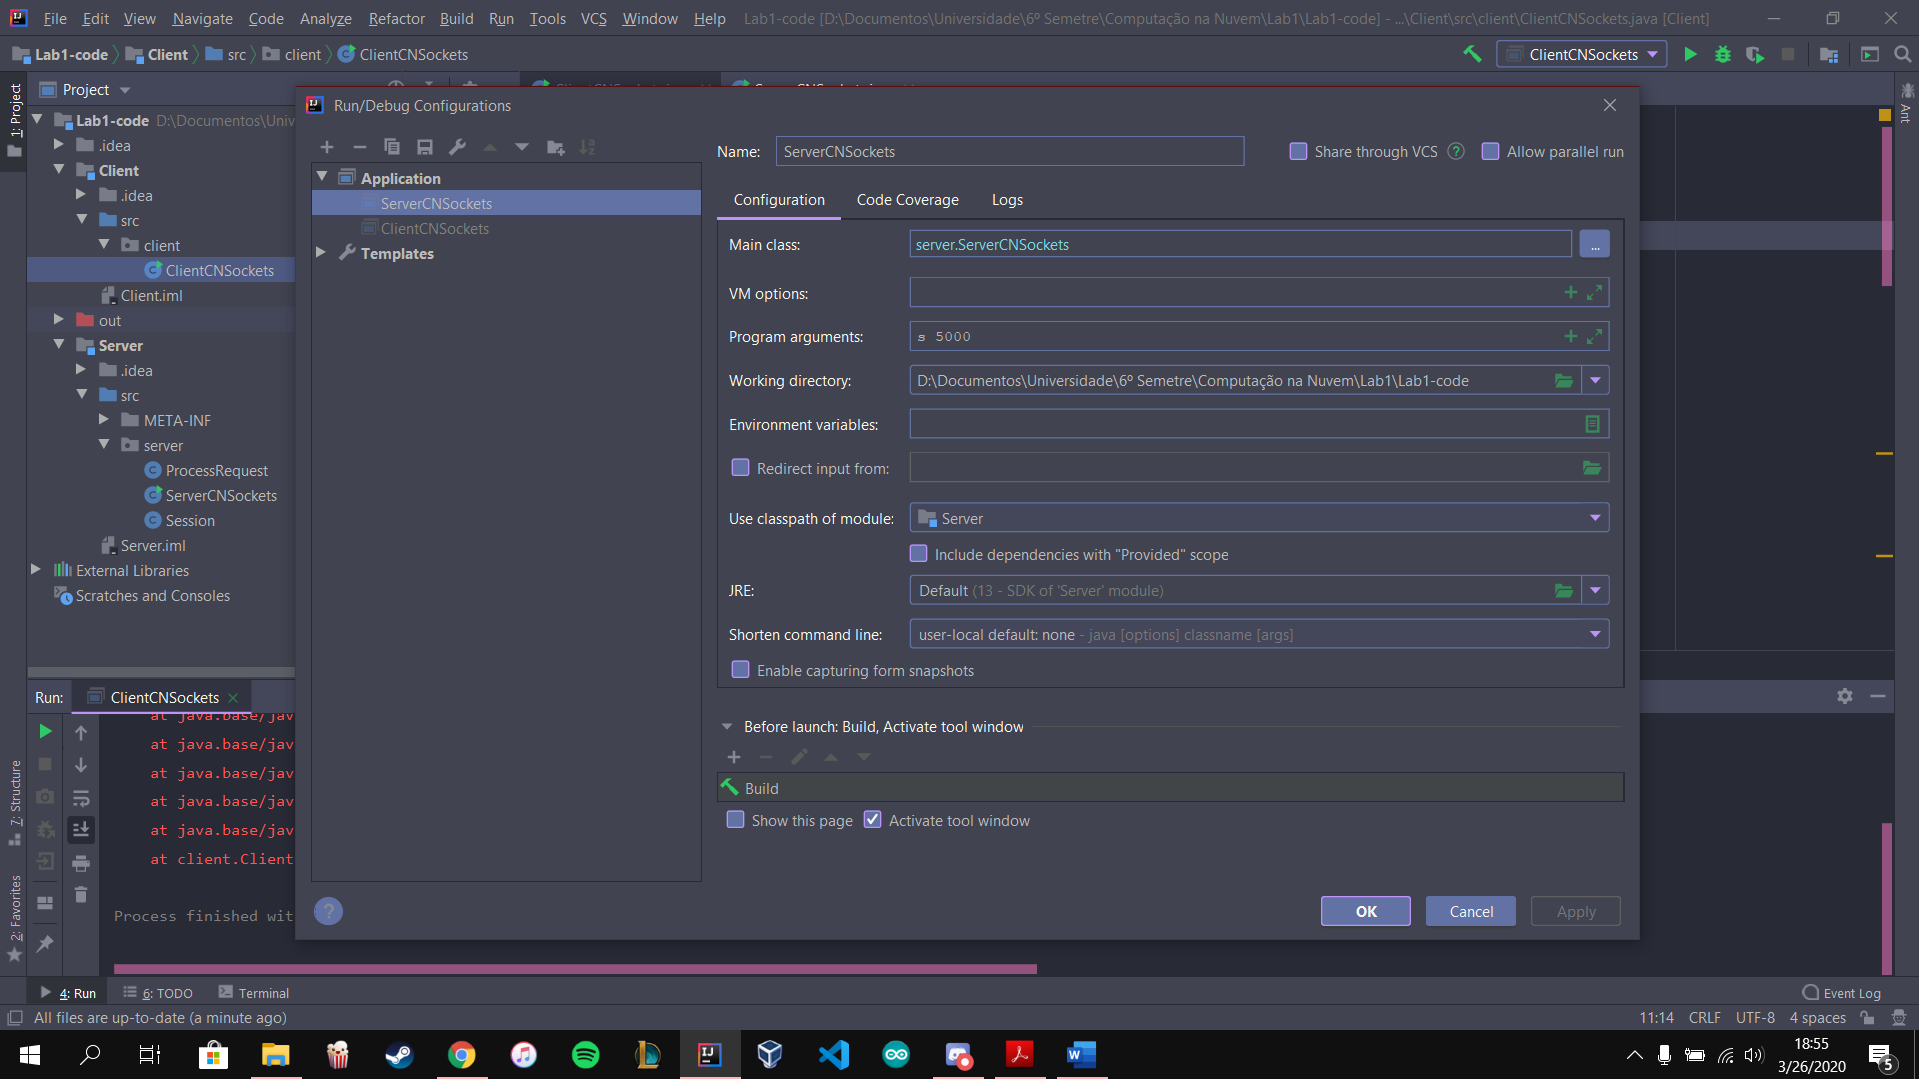 File Edit View Navigate Code Analyze Refactor Build Run Tools VCS Window Help Lab1-code [D:\Documentos\Universidade\6º Semetre\Computação na Nuvem\Lab1\Lab1-code] - ...\Client\src\client\ClientCNSockets.java [Client]
Lab1-code Client src client ClientCNSockets
ClientCNSockets
1: Project
Project
Ant
Lab1-code D:\Documentos\Univ
.idea
Client
.idea
src
client
ClientCNSockets
Client.iml
out
Server
.idea
src
META-INF
server
ProcessRequest
ServerCNSockets
Session
Server.iml
External Libraries
Scratches and Consoles
Run/Debug Configurations
Application
ServerCNSockets
ClientCNSockets
Templates
Name: ServerCNSockets
Share through VCS ? Allow parallel run
Configuration Code Coverage Logs
Main class: server.ServerCNSockets ...
VM options:
Program arguments: s 5000
Working directory: D:\Documentos\Universidade\6º Semetre\Computação na Nuvem\Lab1\Lab1-code
Environment variables:
Redirect input from:
Use classpath of module: Server
Include dependencies with "Provided" scope
JRE: Default (13 - SDK of 'Server' module)
Shorten command line: user-local default: none - java [options] classname [args]
Enable capturing form snapshots
Before launch: Build, Activate tool window
Build
Show this page Activate tool window
? OK Cancel Apply
Run: ClientCNSockets
at java.base/jav
at java.base/jav
at java.base/jav
at java.base/jav
at java.base/jav
at client.Client
Process finished wit
7: Structure
2: Favorites
4: Run 6: TODO Terminal Event Log
All files are up-to-date (a minute ago) 11:14 CRLF UTF-8 4 spaces
18:55
3/26/2020
5